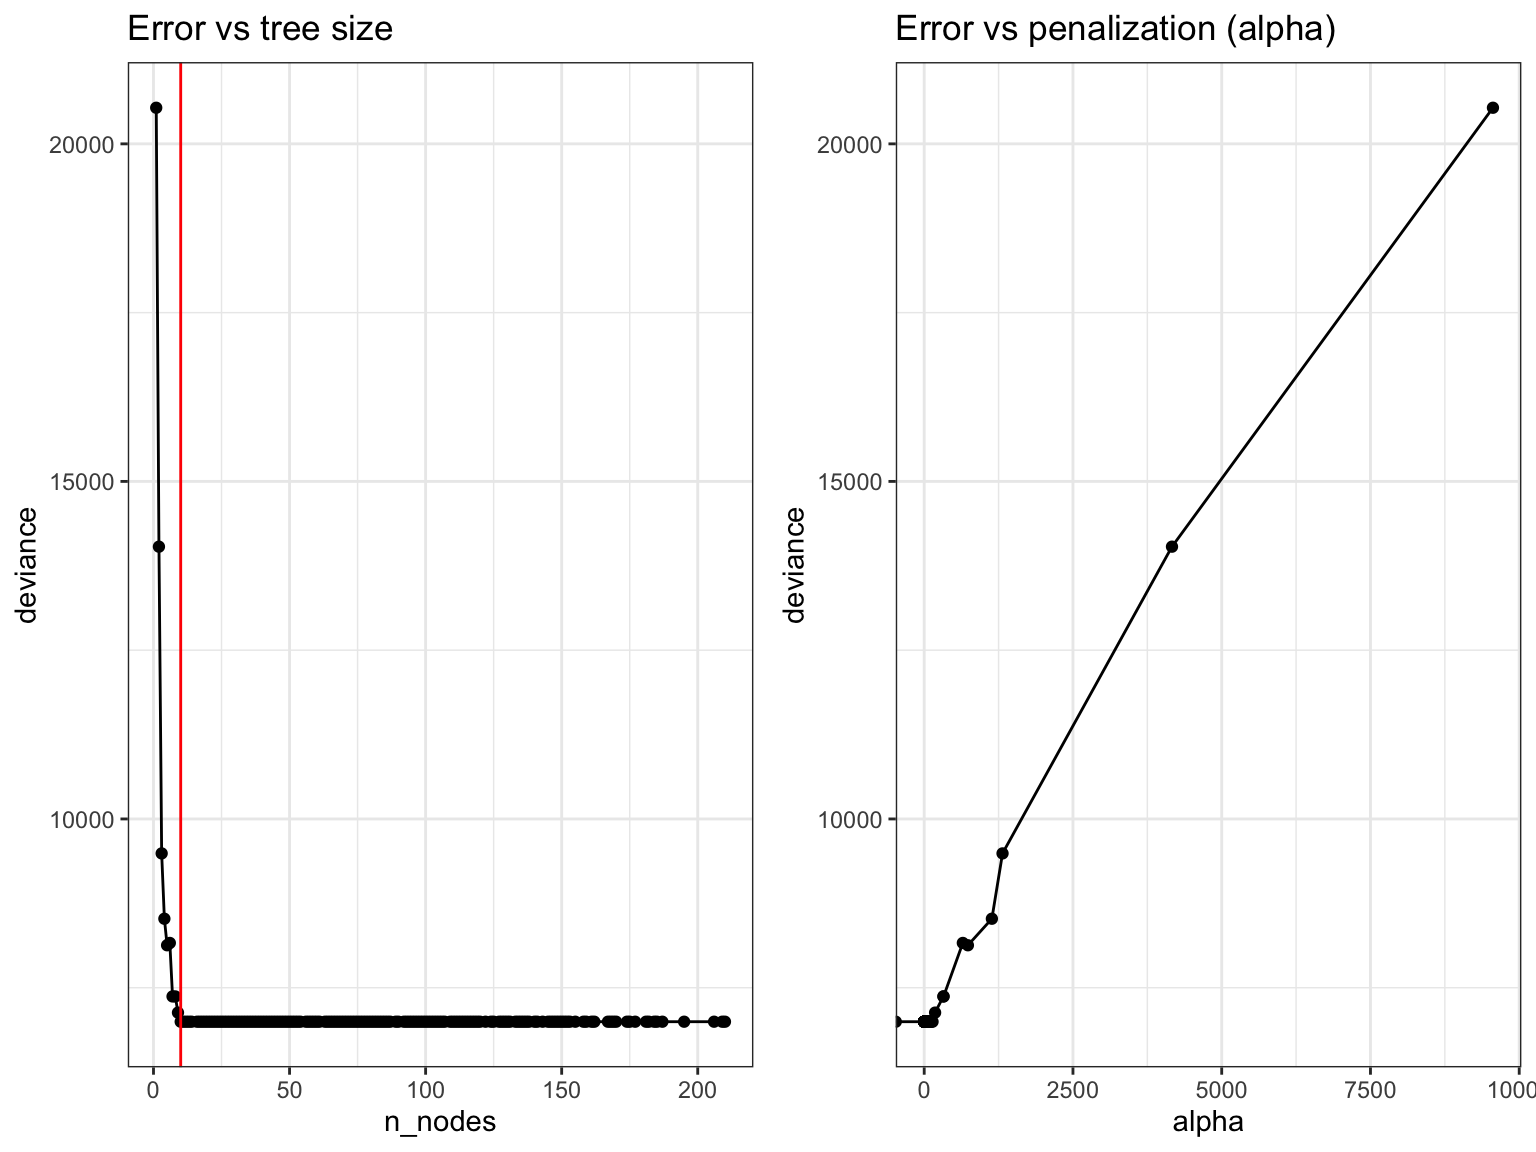 Error vs tree size
20000
15000
10000
deviance
0 50 100 150 200
n_nodes
Error vs penalization (alpha)
20000
15000
10000
deviance
0 2500 5000 7500 1000
alpha